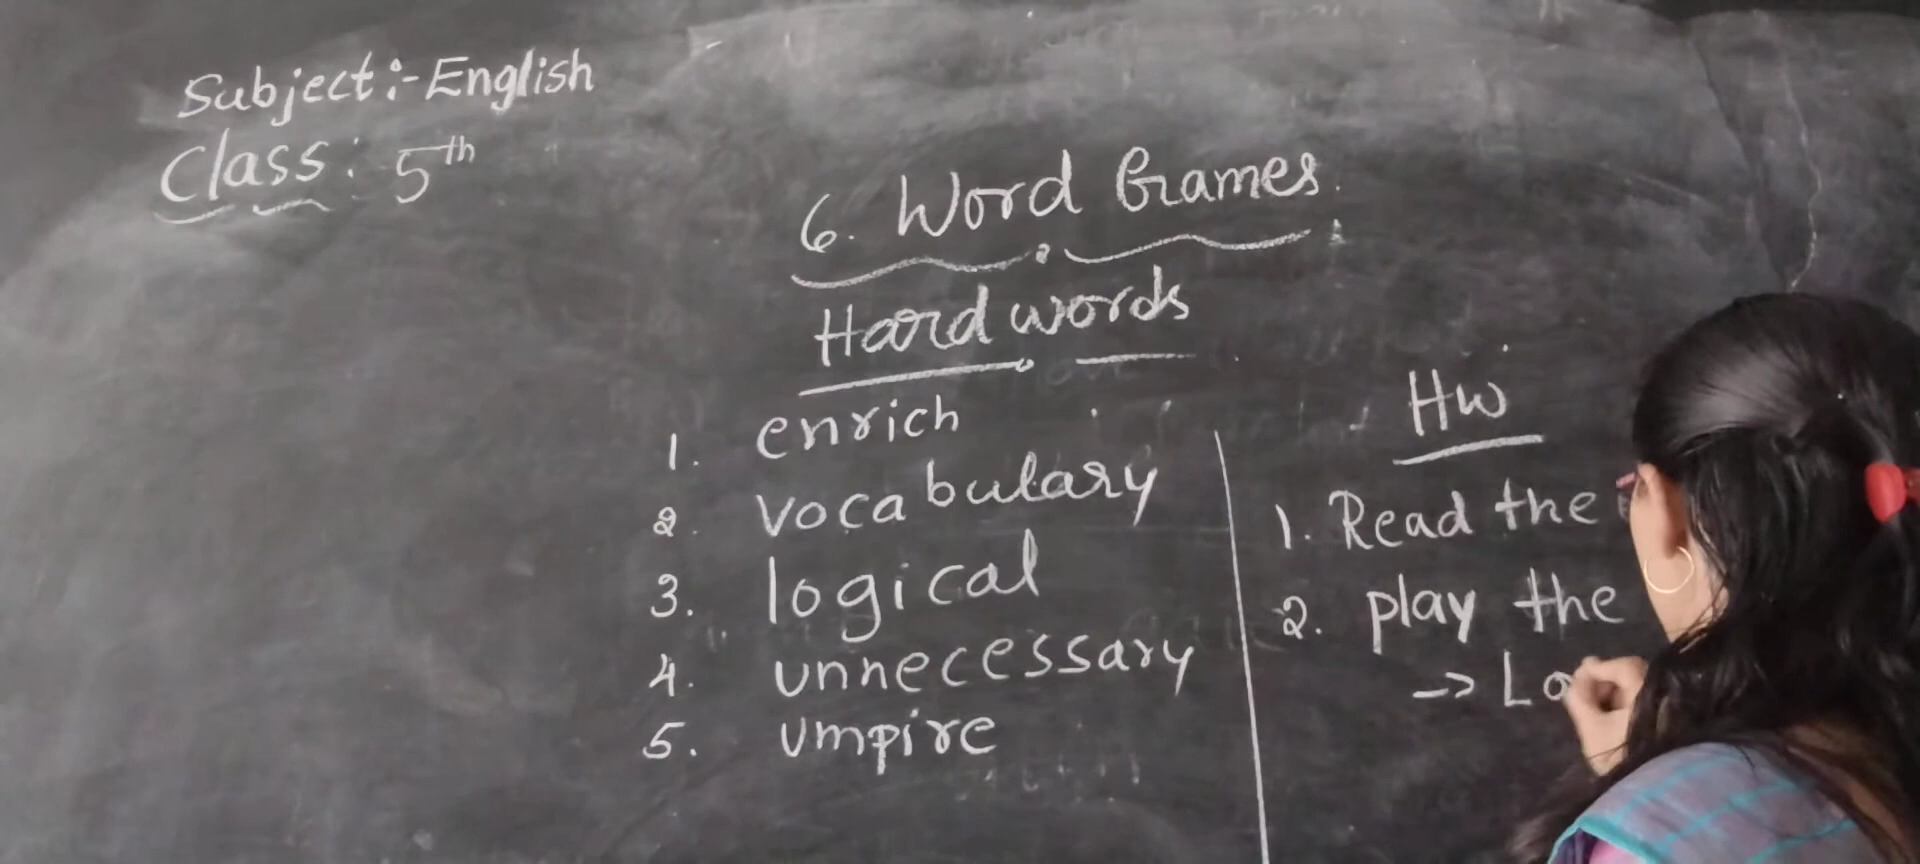 Subject:- English
Class: 5th
6. Word Games.
Hard words
1. enrich
2. vocabulary
3. logical
4. unnecessary
5. umpire
HW
1. Read the
2. play the
→ Lo